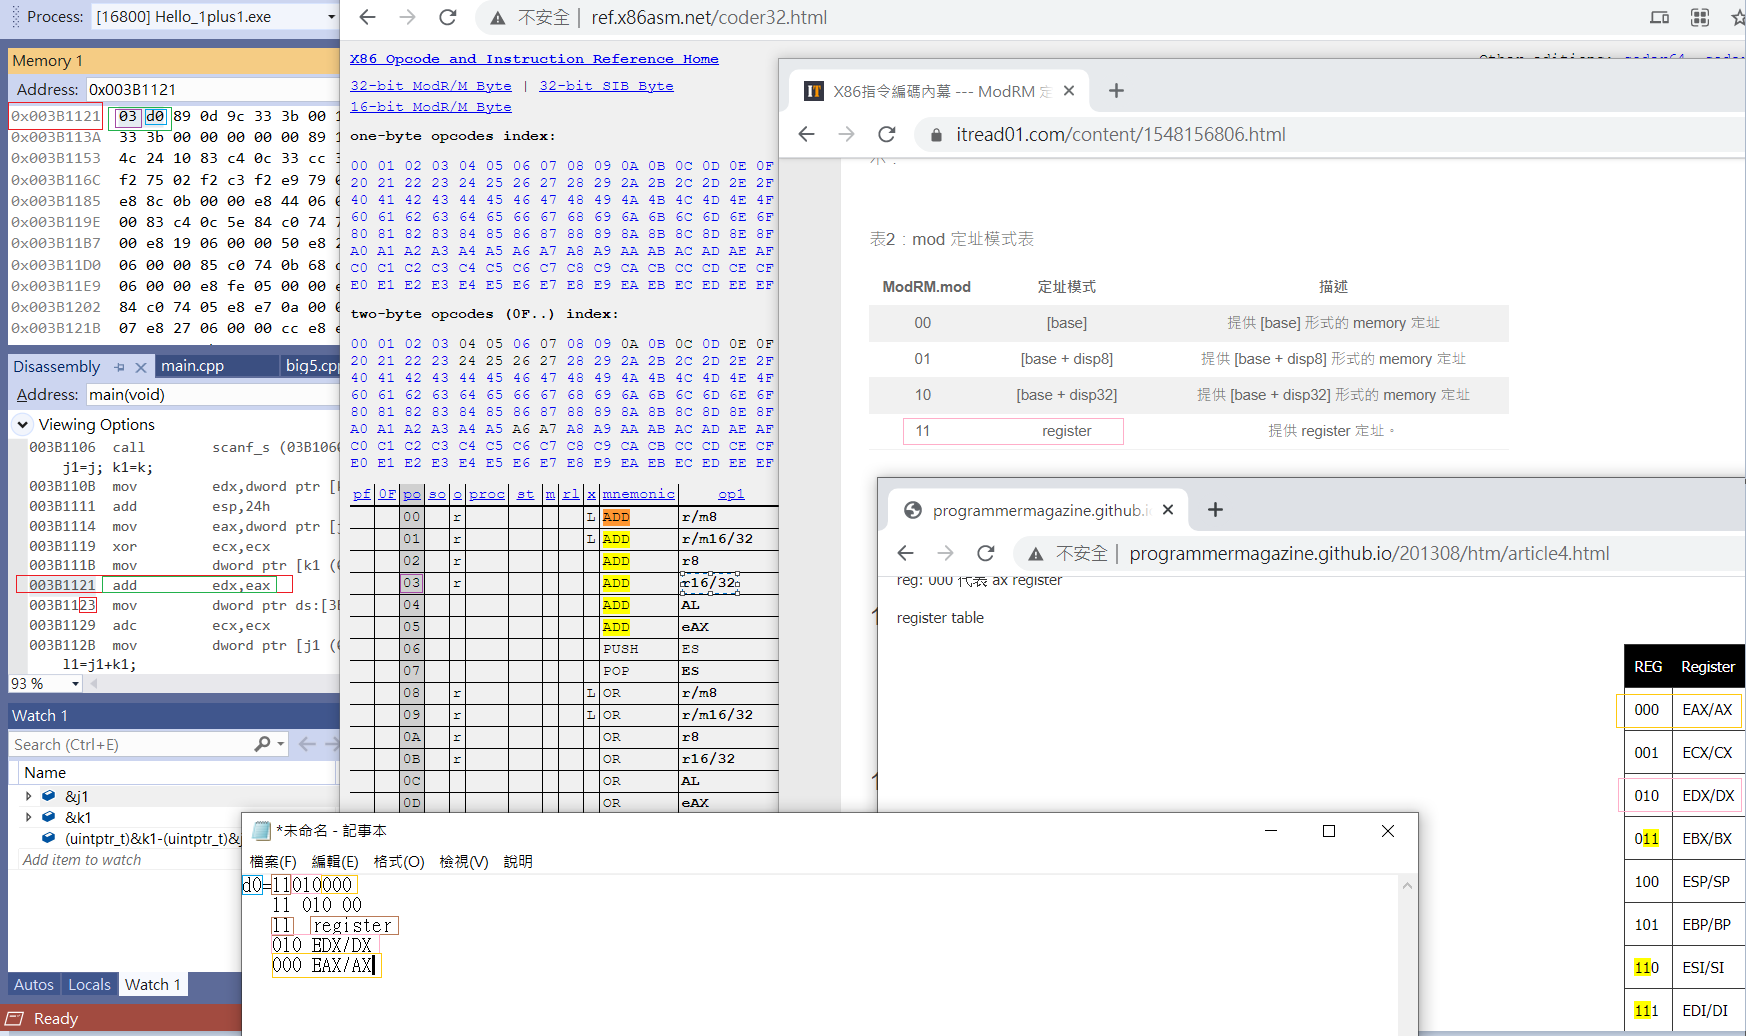 Process: [16800] Hello_1plus1.exe
Memory 1
Address: 0x003B1121
0x003B1121 03 d0 89 0d 9c 33 3b 00
0x003B113A 33 3b 00 00 00 00 00 89
0x003B1153 4c 24 10 83 c4 0c 33 cc
0x003B116C f2 75 02 f2 c3 f2 e9 79
0x003B1185 e8 8c 0b 00 00 e8 44 06
0x003B119E 00 83 c4 0c 5e 84 c0 74
0x003B11B7 00 e8 19 06 00 00 50 e8
0x003B11D0 06 00 00 85 c0 74 0b 68
0x003B11E9 06 00 00 e8 fe 05 00 00
0x003B1202 84 c0 74 05 e8 e7 0a 00
0x003B121B 07 e8 27 06 00 00 cc e8
Disassembly main.cpp big5.cpp
Address: main(void)
Viewing Options
003B1106 call scanf_s (03B106
j1=j; k1=k;
003B110B mov edx,dword ptr [
003B1111 add esp,24h
003B1114 mov eax,dword ptr [
003B1119 xor ecx,ecx
003B111B mov dword ptr [k1 (
003B1121 add edx,eax
003B1123 mov dword ptr ds:[3
003B1129 adc ecx,ecx
003B112B mov dword ptr [j1 (
l1=j1+k1;
93 %
Watch 1
Search (Ctrl+E)
Name
&j1
&k1
(uintptr_t)&k1-(uintptr_t)&
Add item to watch
Autos Locals Watch 1
Ready
不安全 | ref.x86asm.net/coder32.html
X86 Opcode and Instruction Reference Home
32-bit ModR/M Byte | 32-bit SIB Byte
16-bit ModR/M Byte
one-byte opcodes index:
00 01 02 03 04 05 06 07 08 09 0A 0B 0C 0D 0E 0F
20 21 22 23 24 25 26 27 28 29 2A 2B 2C 2D 2E 2F
40 41 42 43 44 45 46 47 48 49 4A 4B 4C 4D 4E 4F
60 61 62 63 64 65 66 67 68 69 6A 6B 6C 6D 6E 6F
80 81 82 83 84 85 86 87 88 89 8A 8B 8C 8D 8E 8F
A0 A1 A2 A3 A4 A5 A6 A7 A8 A9 AA AB AC AD AE AF
C0 C1 C2 C3 C4 C5 C6 C7 C8 C9 CA CB CC CD CE CF
E0 E1 E2 E3 E4 E5 E6 E7 E8 E9 EA EB EC ED EE EF
two-byte opcodes (0F..) index:
00 01 02 03 04 05 06 07 08 09 0A 0B 0C 0D 0E 0F
20 21 22 23 24 25 26 27 28 29 2A 2B 2C 2D 2E 2F
40 41 42 43 44 45 46 47 48 49 4A 4B 4C 4D 4E 4F
60 61 62 63 64 65 66 67 68 69 6A 6B 6C 6D 6E 6F
80 81 82 83 84 85 86 87 88 89 8A 8B 8C 8D 8E 8F
A0 A1 A2 A3 A4 A5 A6 A7 A8 A9 AA AB AC AD AE AF
C0 C1 C2 C3 C4 C5 C6 C7 C8 C9 CA CB CC CD CE CF
E0 E1 E2 E3 E4 E5 E6 E7 E8 E9 EA EB EC ED EE EF
pf 0F po so o proc st m rl x mnemonic op1
00 r L ADD r/m8
01 r L ADD r/m16/32
02 r ADD r8
03 r ADD r16/32
04 ADD AL
05 ADD eAX
06 PUSH ES
07 POP ES
08 r L OR r/m8
09 r L OR r/m16/32
0A r OR r8
0B r OR r16/32
0C OR AL
0D OR eAX
X86指令編碼內幕 --- ModRM 定
itread01.com/content/1548156806.html
表2：mod 定址模式表
ModRM.mod 定址模式 描述
00 [base] 提供 [base] 形式的 memory 定址
01 [base + disp8] 提供 [base + disp8] 形式的 memory 定址
10 [base + disp32] 提供 [base + disp32] 形式的 memory 定址
11 register 提供 register 定址。
programmermagazine.github.i
不安全 | programmermagazine.github.io/201308/htm/article4.html
reg: 000 代表 ax register
register table
REG Register
000 EAX/AX
001 ECX/CX
010 EDX/DX
011 EBX/BX
100 ESP/SP
101 EBP/BP
110 ESI/SI
111 EDI/DI
*未命名 - 記事本
檔案(F) 編輯(E) 格式(O) 檢視(V) 說明
d0=11010000
11 010 00
11 register
010 EDX/DX
000 EAX/AX